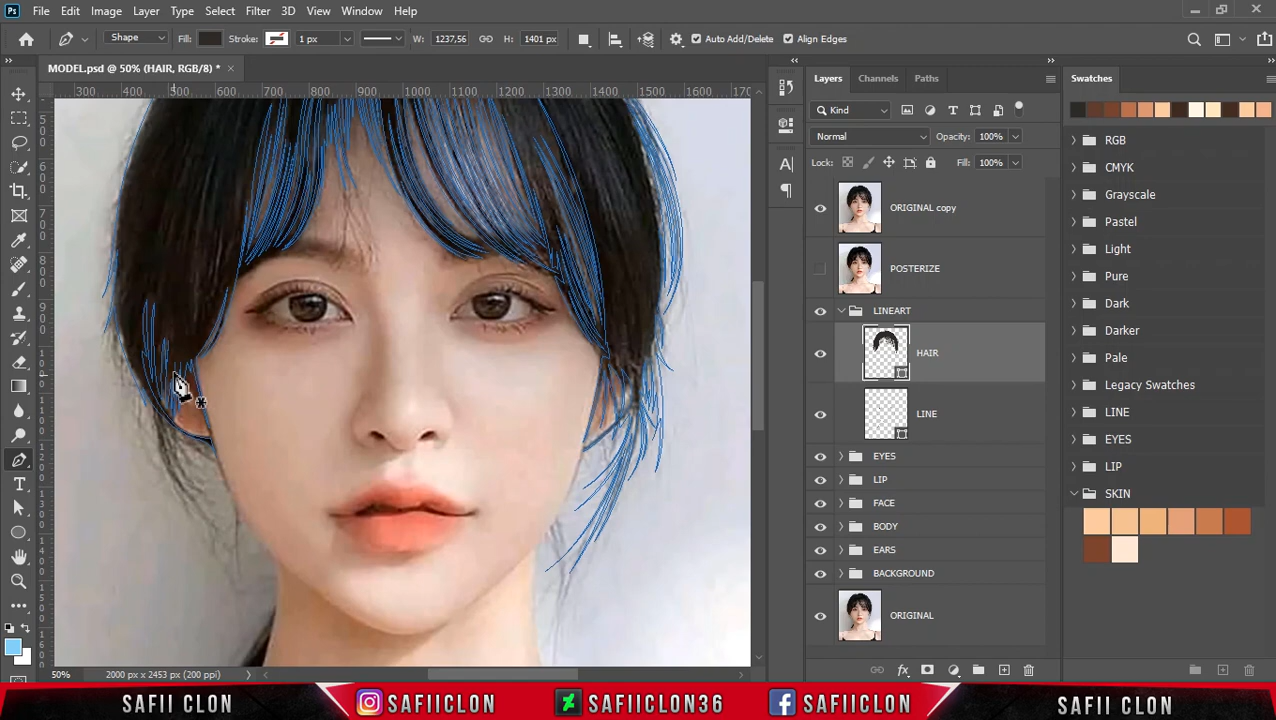 Ps File Edit Image Layer Type Select Filter 3D View Window Help
Shape Fill: Stroke: 1 px W: 1237,56 H: 1401 px Auto Add/Delete Align Edges
MODEL.psd @ 50% (HAIR, RGB/8) *
300 400 500 600 700 800 900 1000 1100 1200 1300 1400 1500 1600 170
Layers Channels Paths
Swatches
Kind
Normal Opacity: 100%
Lock: Fill: 100%
ORIGINAL copy
POSTERIZE
LINEART
HAIR
LINE
EYES
LIP
FACE
BODY
EARS
BACKGROUND
ORIGINAL
RGB
CMYK
Grayscale
Pastel
Light
Pure
Dark
Darker
Pale
Legacy Swatches
LINE
EYES
LIP
SKIN
50% 2000 px x 2453 px (200 ppi)
SAFII CLON SAFIICLON SAFIICLON36 SAFIICLON SAFII CLON